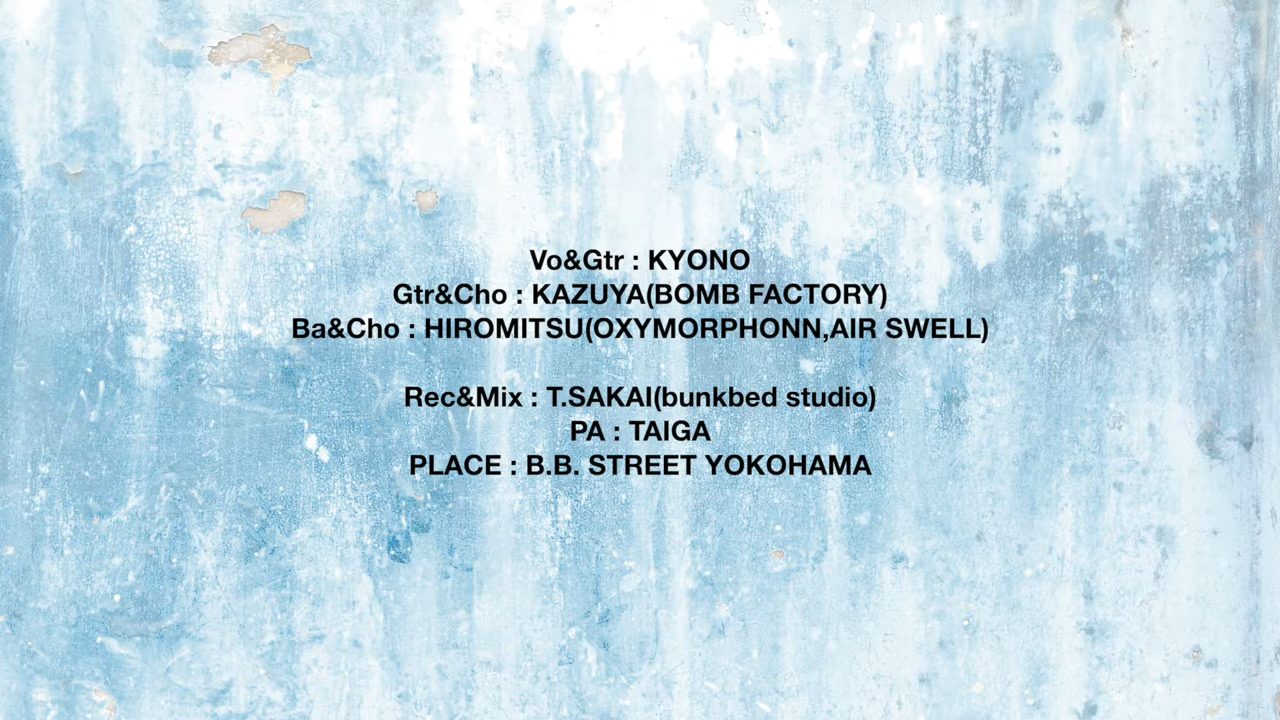 Vo&Gtr : KYONO
Gtr&Cho : KAZUYA(BOMB FACTORY)
Ba&Cho : HIROMITSU(OXYMORPHONN,AIR SWELL)
Rec&Mix : T.SAKAI(bunkbed studio)
PA : TAIGA
PLACE : B.B. STREET YOKOHAMA